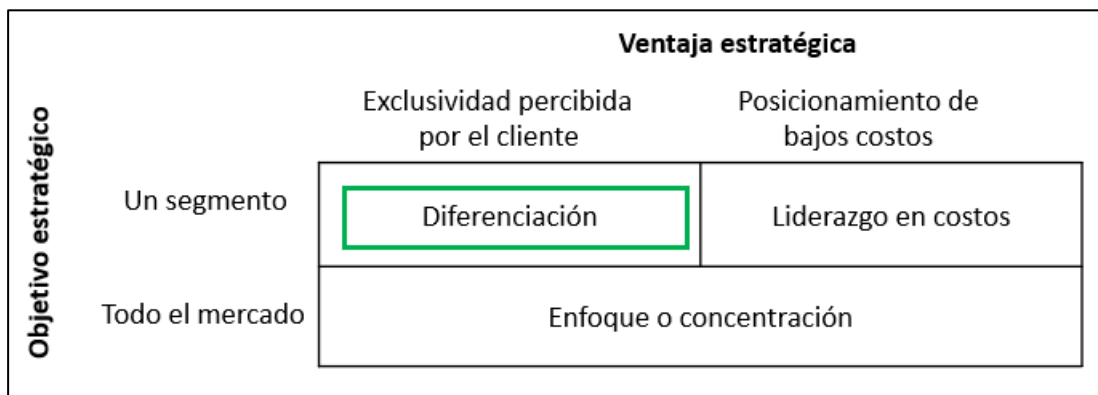 Ventaja estratégica
Exclusividad percibida
por el cliente
Posicionamiento de
bajos costos
Objetivo estratégico
Un segmento
Diferenciación
Liderazgo en costos
Todo el mercado
Enfoque o concentración